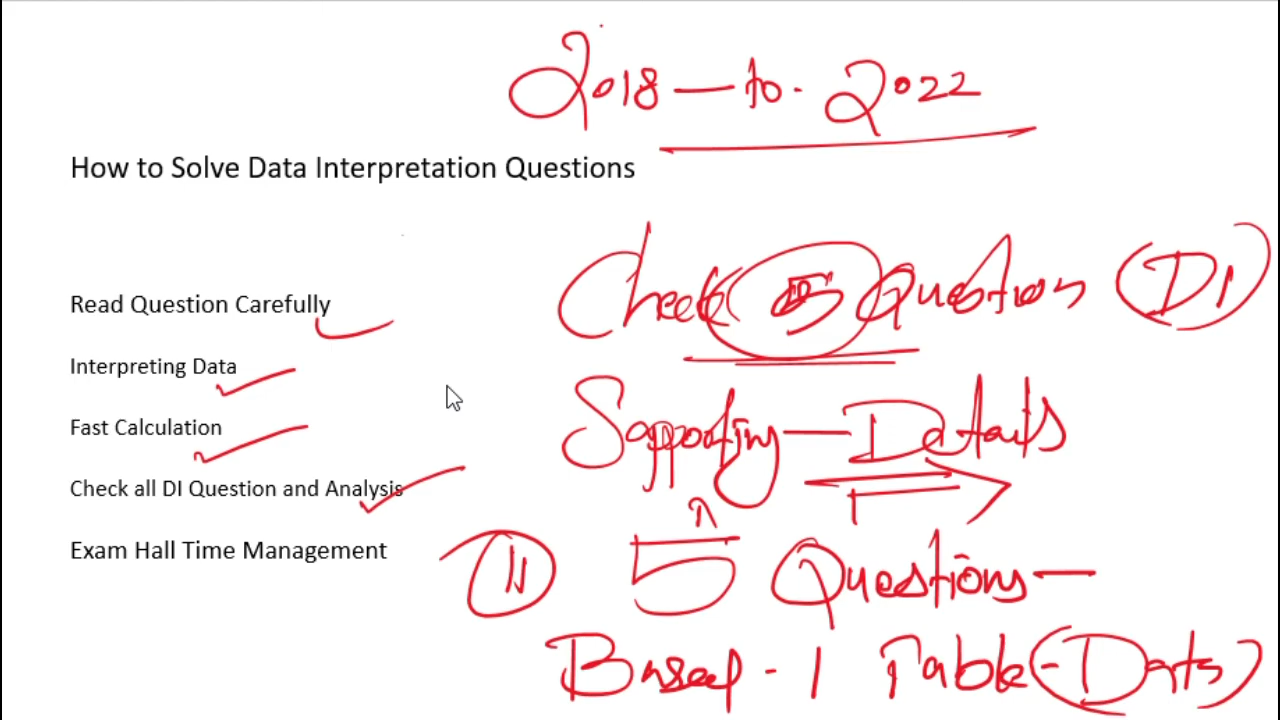 2018 — to - 2022
How to Solve Data Interpretation Questions
Check 5 Question (DI)
Read Question Carefully
Interpreting Data
Fast Calculation
Supporting — Details
Check all DI Question and Analysis
Exam Hall Time Management
5 Questions —
Based - 1 Table (- Data)